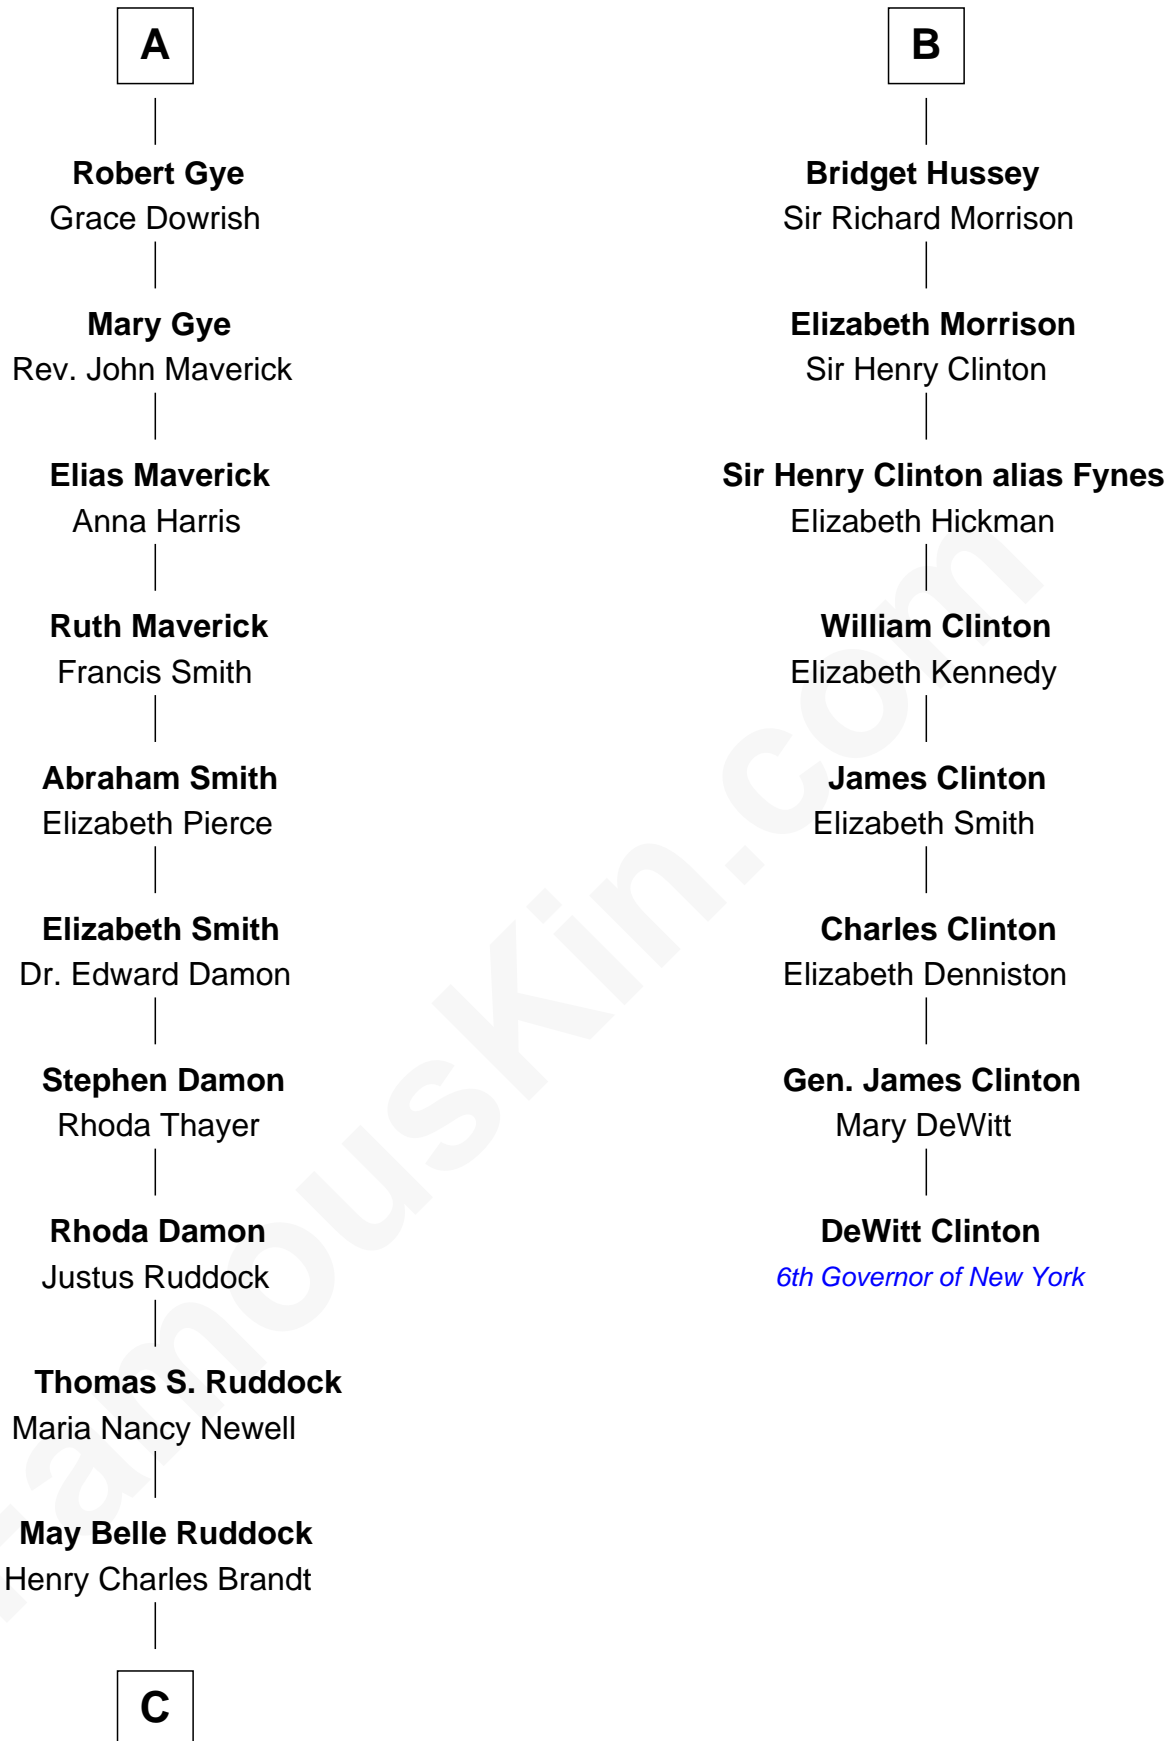 A
Robert Gye
Grace Dowrish
Mary Gye
Rev. John Maverick
Elias Maverick
Anna Harris
Ruth Maverick
Francis Smith
Abraham Smith
Elizabeth Pierce
Elizabeth Smith
Dr. Edward Damon
Stephen Damon
Rhoda Thayer
Rhoda Damon
Justus Ruddock
Thomas S. Ruddock
Maria Nancy Newell
May Belle Ruddock
Henry Charles Brandt
C
B
Bridget Hussey
Sir Richard Morrison
Elizabeth Morrison
Sir Henry Clinton
Sir Henry Clinton alias Fynes
Elizabeth Hickman
William Clinton
Elizabeth Kennedy
James Clinton
Elizabeth Smith
Charles Clinton
Elizabeth Denniston
Gen. James Clinton
Mary DeWitt
DeWitt Clinton
6th Governor of New York
FamousKin.com